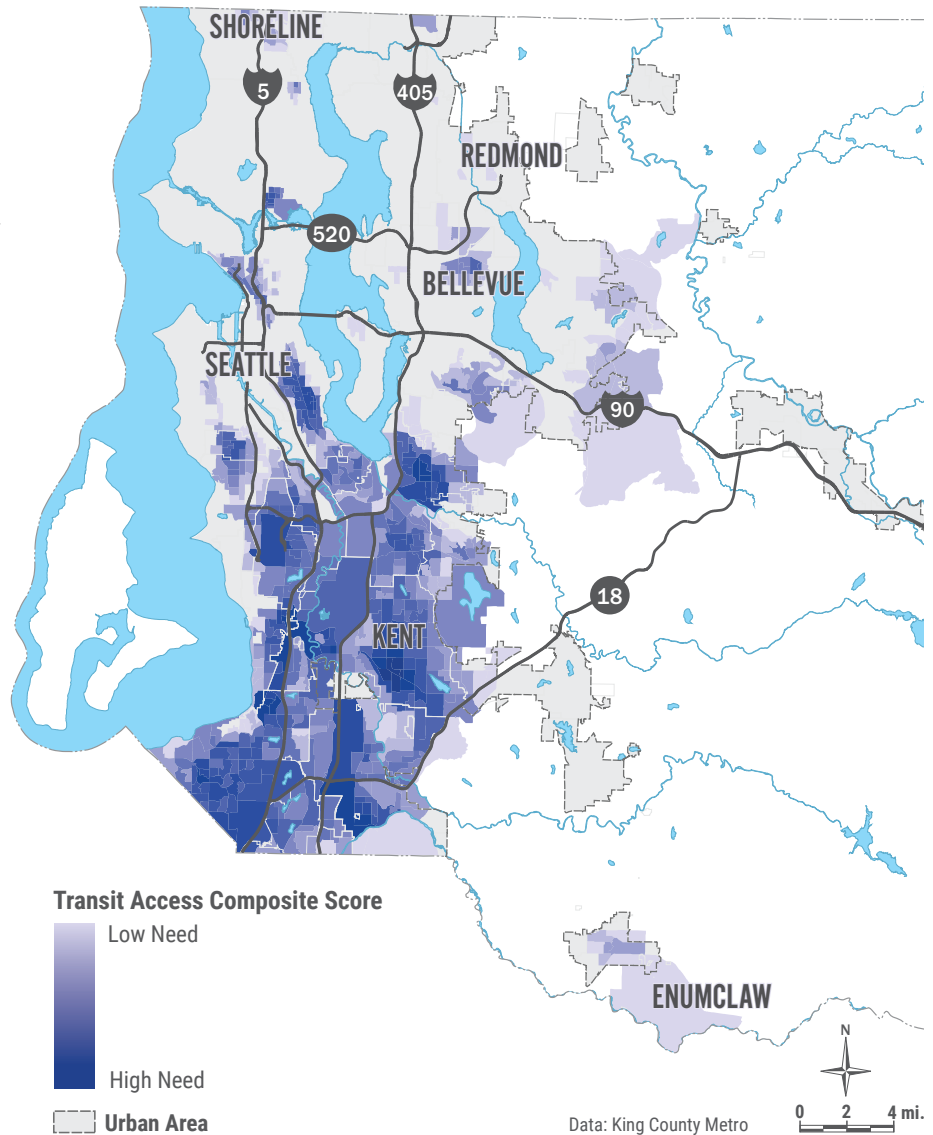 SHORELINE
5
405
REDMOND
520
BELLEVUE
SEATTLE
90
18
KENT
Transit Access Composite Score
Low Need
High Need
Urban Area
ENUMCLAW
N
Data: King County Metro
0 2 4 mi.